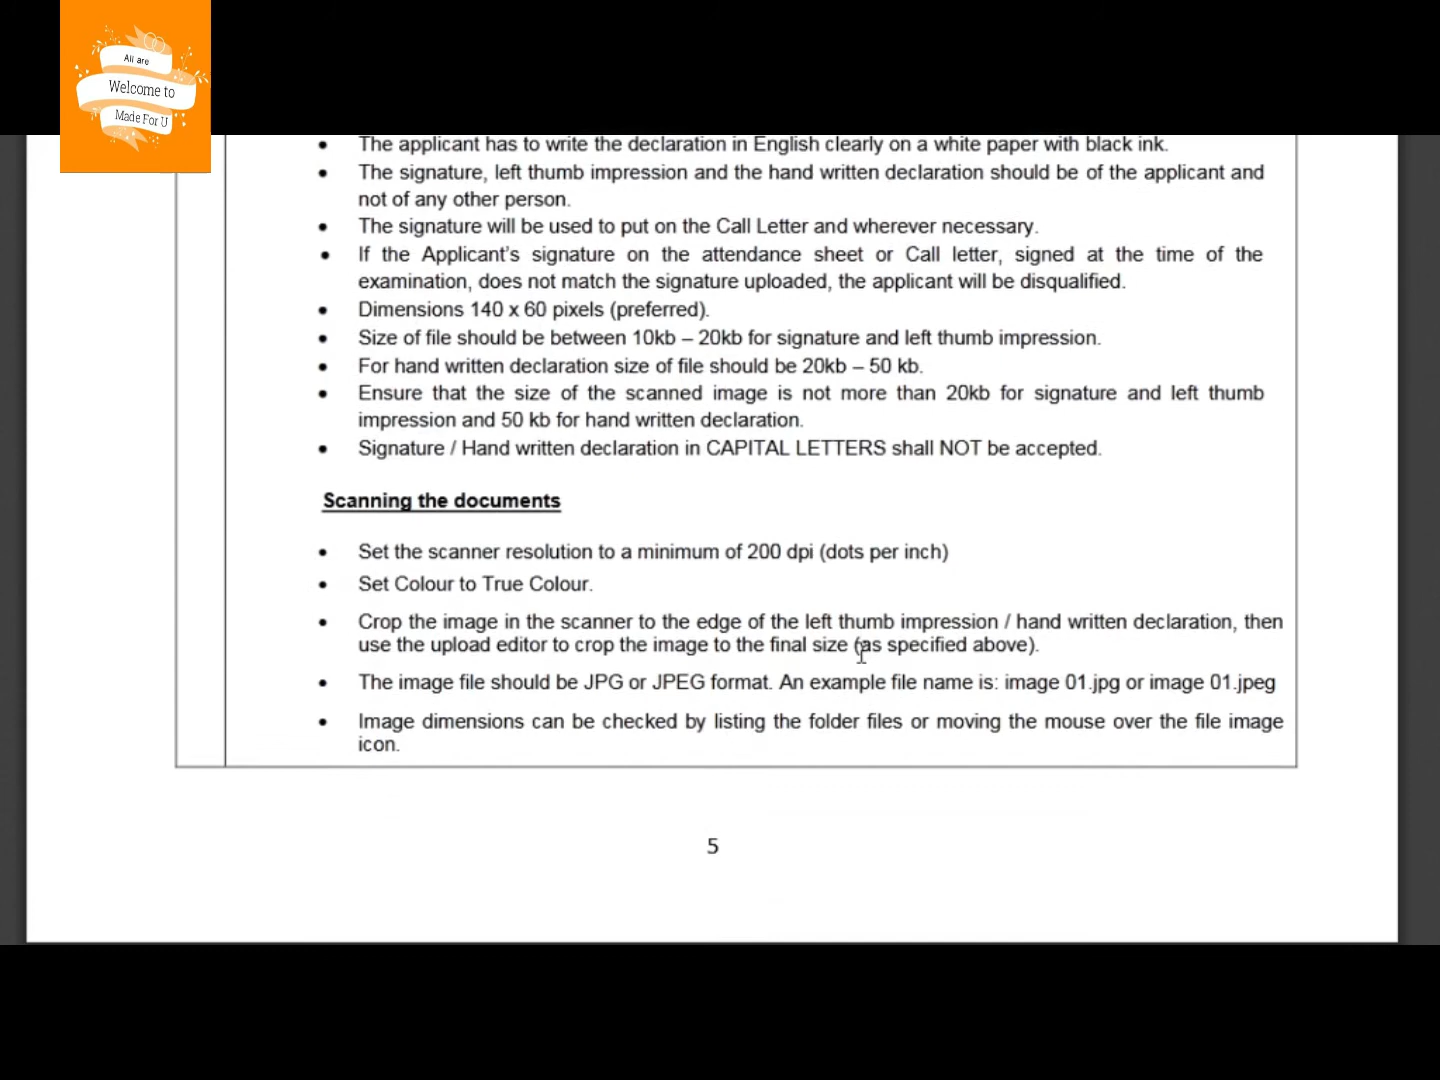 All are
Welcome to
Made For U
• The applicant has to write the declaration in English clearly on a white paper with black ink.
• The signature, left thumb impression and the hand written declaration should be of the applicant and
not of any other person.
• The signature will be used to put on the Call Letter and wherever necessary.
• If the Applicant's signature on the attendance sheet or Call letter, signed at the time of the
examination, does not match the signature uploaded, the applicant will be disqualified.
• Dimensions 140 x 60 pixels (preferred).
• Size of file should be between 10kb – 20kb for signature and left thumb impression.
• For hand written declaration size of file should be 20kb – 50 kb.
• Ensure that the size of the scanned image is not more than 20kb for signature and left thumb
impression and 50 kb for hand written declaration.
• Signature / Hand written declaration in CAPITAL LETTERS shall NOT be accepted.
Scanning the documents
• Set the scanner resolution to a minimum of 200 dpi (dots per inch)
• Set Colour to True Colour.
• Crop the image in the scanner to the edge of the left thumb impression / hand written declaration, then
use the upload editor to crop the image to the final size (as specified above).
• The image file should be JPG or JPEG format. An example file name is: image 01.jpg or image 01.jpeg
• Image dimensions can be checked by listing the folder files or moving the mouse over the file image
icon.
5